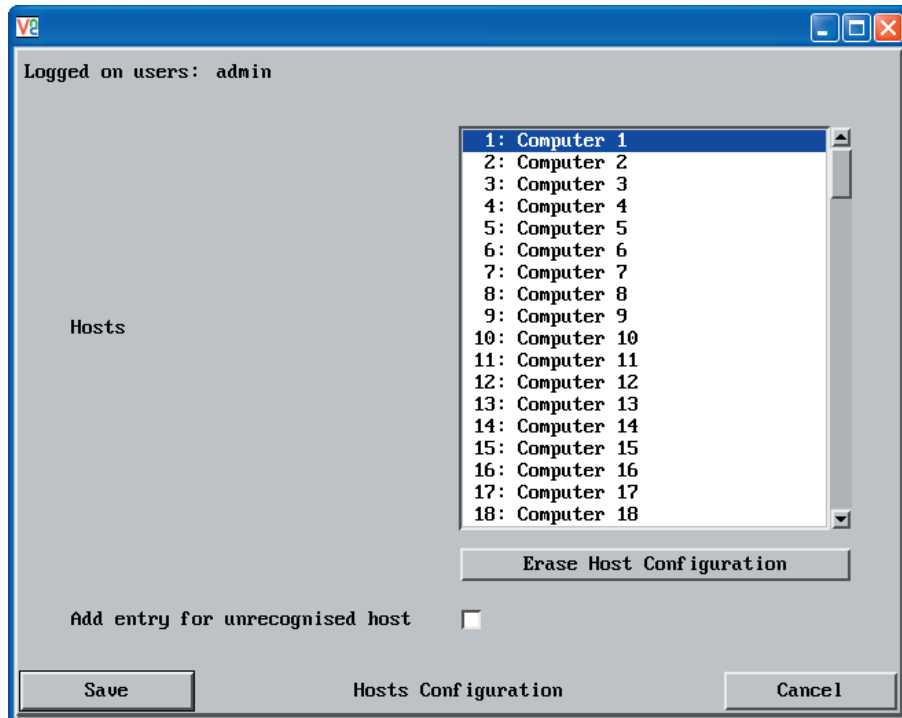 Logged on users: admin
1: Computer 1
2: Computer 2
3: Computer 3
4: Computer 4
5: Computer 5
6: Computer 6
7: Computer 7
8: Computer 8
Hosts
9: Computer 9
10: Computer 10
11: Computer 11
12: Computer 12
13: Computer 13
14: Computer 14
15: Computer 15
16: Computer 16
17: Computer 17
18: Computer 18
Erase Host Configuration
Add entry for unrecognised host
Save
Hosts Configuration
Cancel